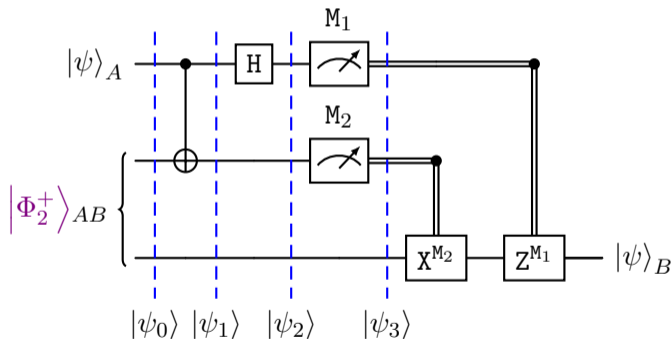 M₁
|ψ⟩_A
H
M₂
|Φ₂⁺⟩_AB
X^{M₂}
Z^{M₁}
|ψ⟩_B
|ψ₀⟩ |ψ₁⟩ |ψ₂⟩ |ψ₃⟩